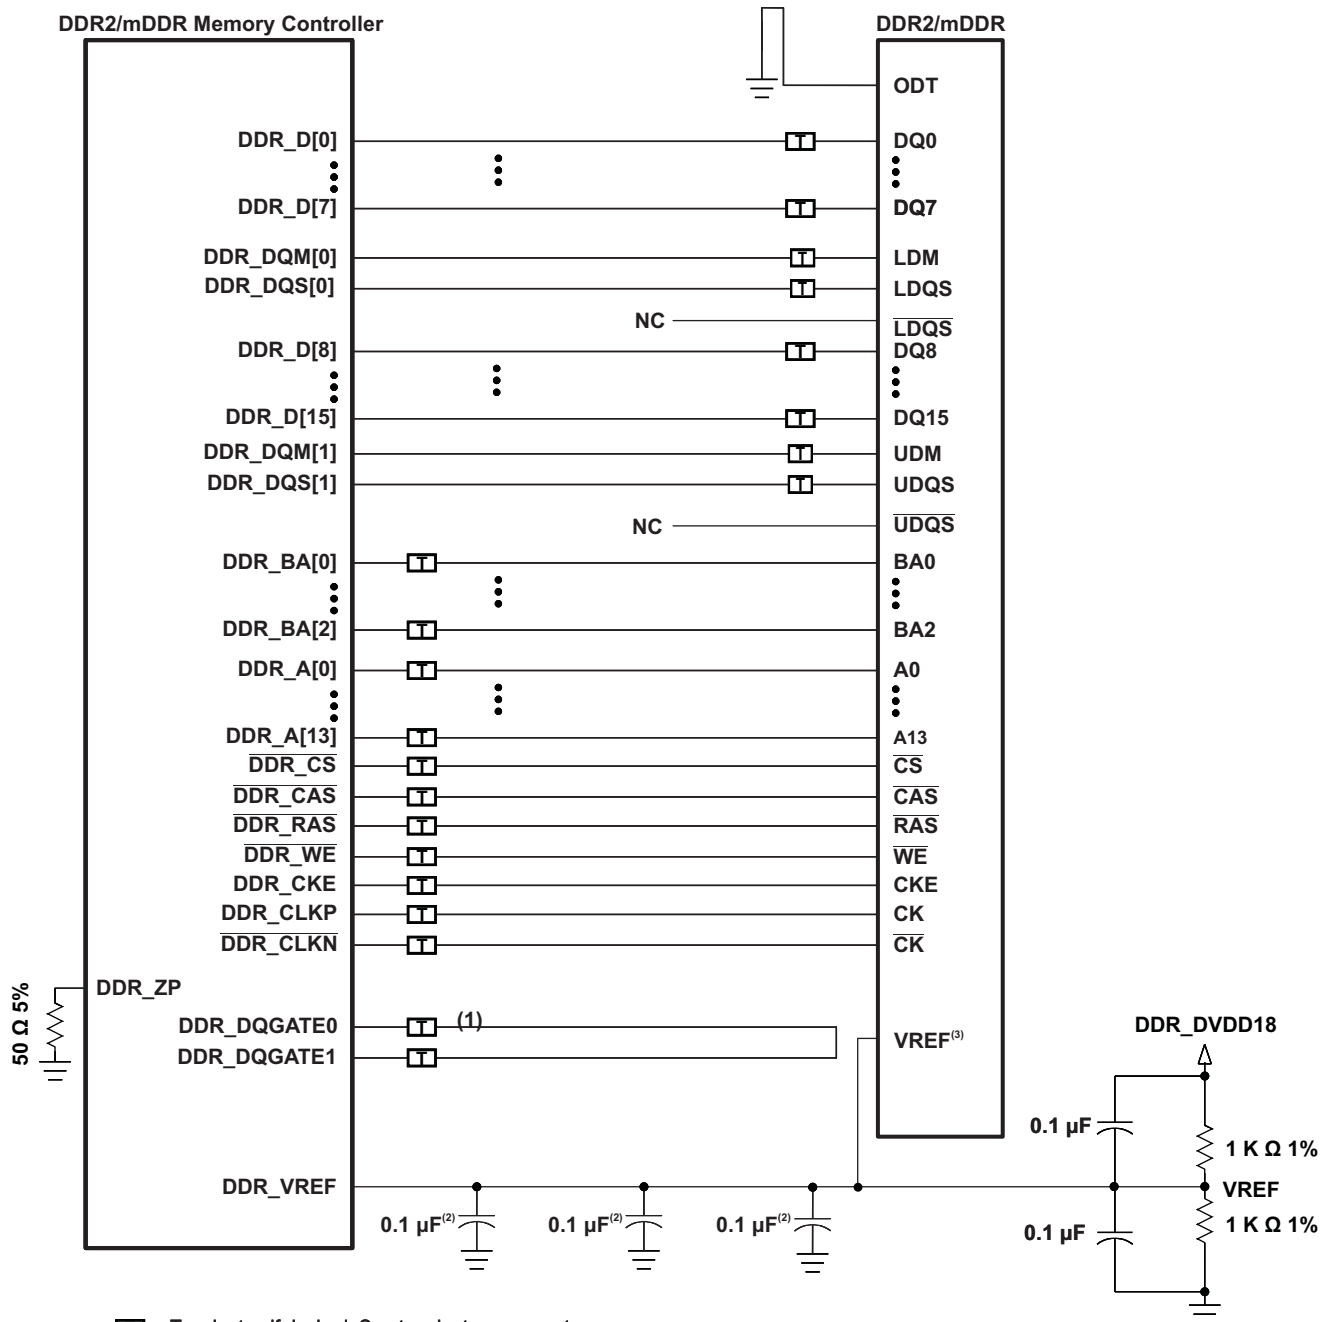 DDR2/mDDR Memory Controller
DDR2/mDDR
ODT
DDR_D[0]
T
DQ0
DDR_D[7]
T
DQ7
DDR_DQM[0]
T
LDM
DDR_DQS[0]
T
LDQS
NC
LDQS
DDR_D[8]
T
DQ8
DDR_D[15]
T
DQ15
DDR_DQM[1]
T
UDM
DDR_DQS[1]
T
UDQS
NC
UDQS
DDR_BA[0]
T
BA0
DDR_BA[2]
T
BA2
DDR_A[0]
T
A0
DDR_A[13]
T
A13
DDR_CS
T
CS
DDR_CAS
T
CAS
DDR_RAS
T
RAS
DDR_WE
T
WE
DDR_CKE
T
CKE
DDR_CLKP
T
CK
DDR_CLKN
T
CK
50 Ω 5%
DDR_ZP
DDR_DQGATE0
T
(1)
DDR_DQGATE1
T
VREF(3)
DDR_DVDD18
0.1 µF
1 K Ω 1%
DDR_VREF
VREF
0.1 µF(2)
0.1 µF(2)
0.1 µF(2)
0.1 µF
1 K Ω 1%